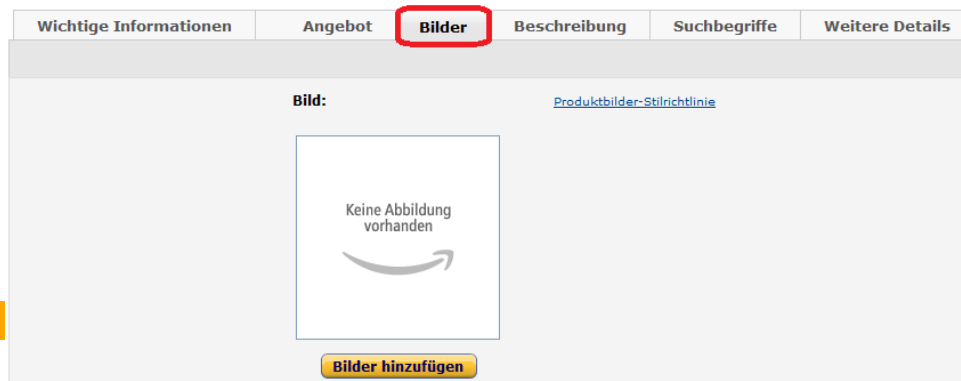 Wichtige Informationen Angebot Bilder Beschreibung Suchbegriffe Weitere Details
Bild: Produktbilder-Stilrichtlinie
Keine Abbildung
vorhanden
Bilder hinzufügen